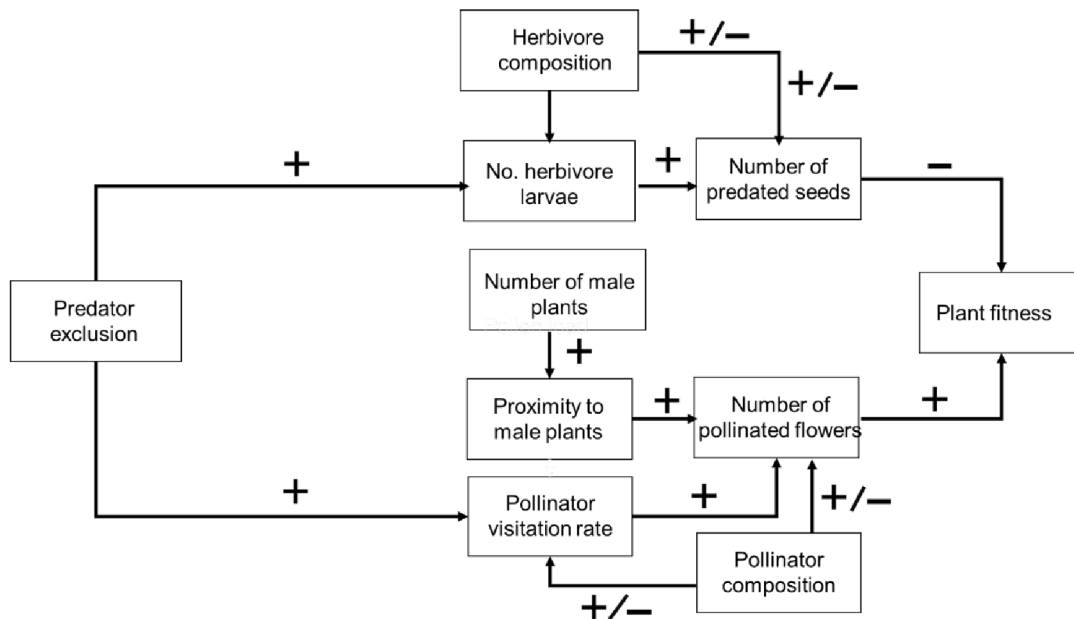 Herbivore
composition
+/−
+/−
+
No. herbivore
larvae
+
Number of
predated seeds
−
Number of male
plants
Predator
exclusion
Plant fitness
+
Proximity to
male plants
+
Number of
pollinated flowers
+
+
Pollinator
visitation rate
+
+/−
Pollinator
composition
+/−